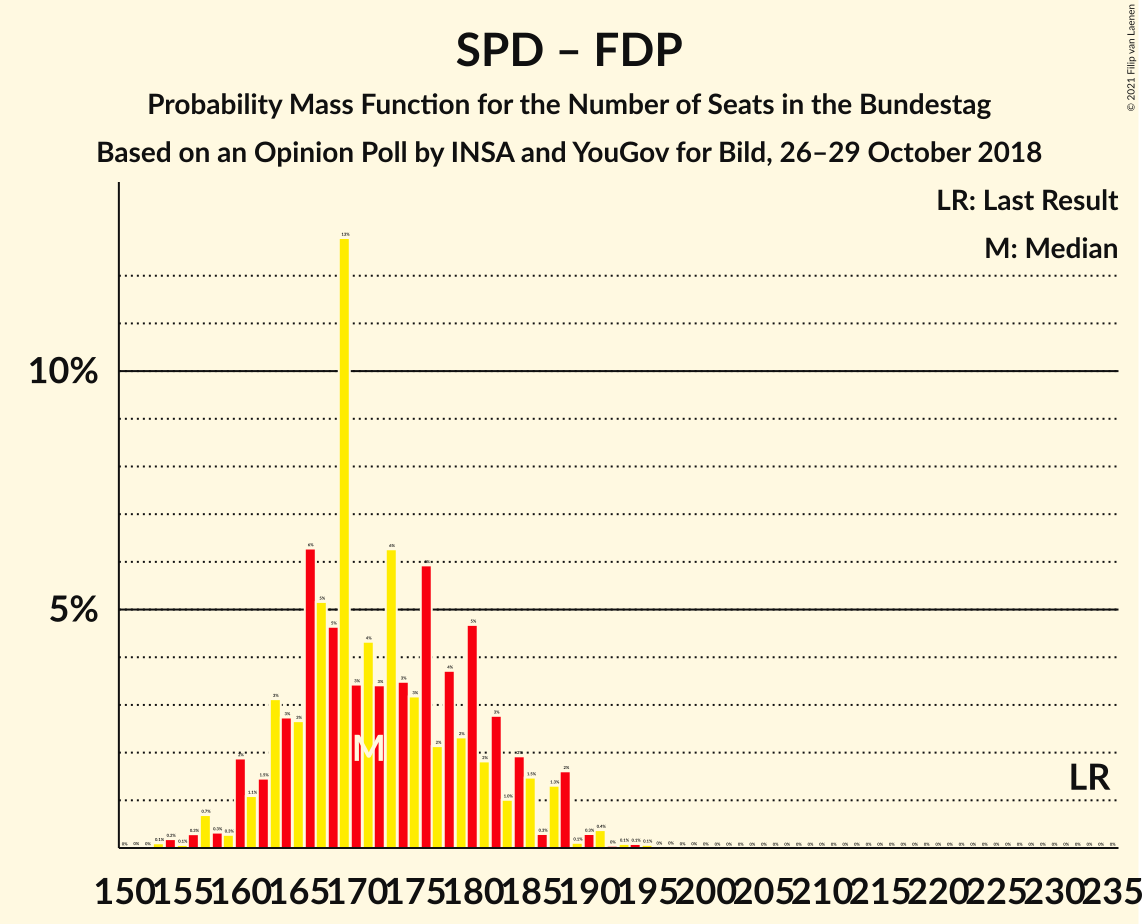 SPD – FDP
Probability Mass Function for the Number of Seats in the Bundestag
Based on an Opinion Poll by INSA and YouGov for Bild, 26–29 October 2018
© 2021 Filip van Laenen
LR: Last Result
M: Median
10%
5%
M
LR
150 155 160 165 170 175 180 185 190 195 200 205 210 215 220 225 230 235